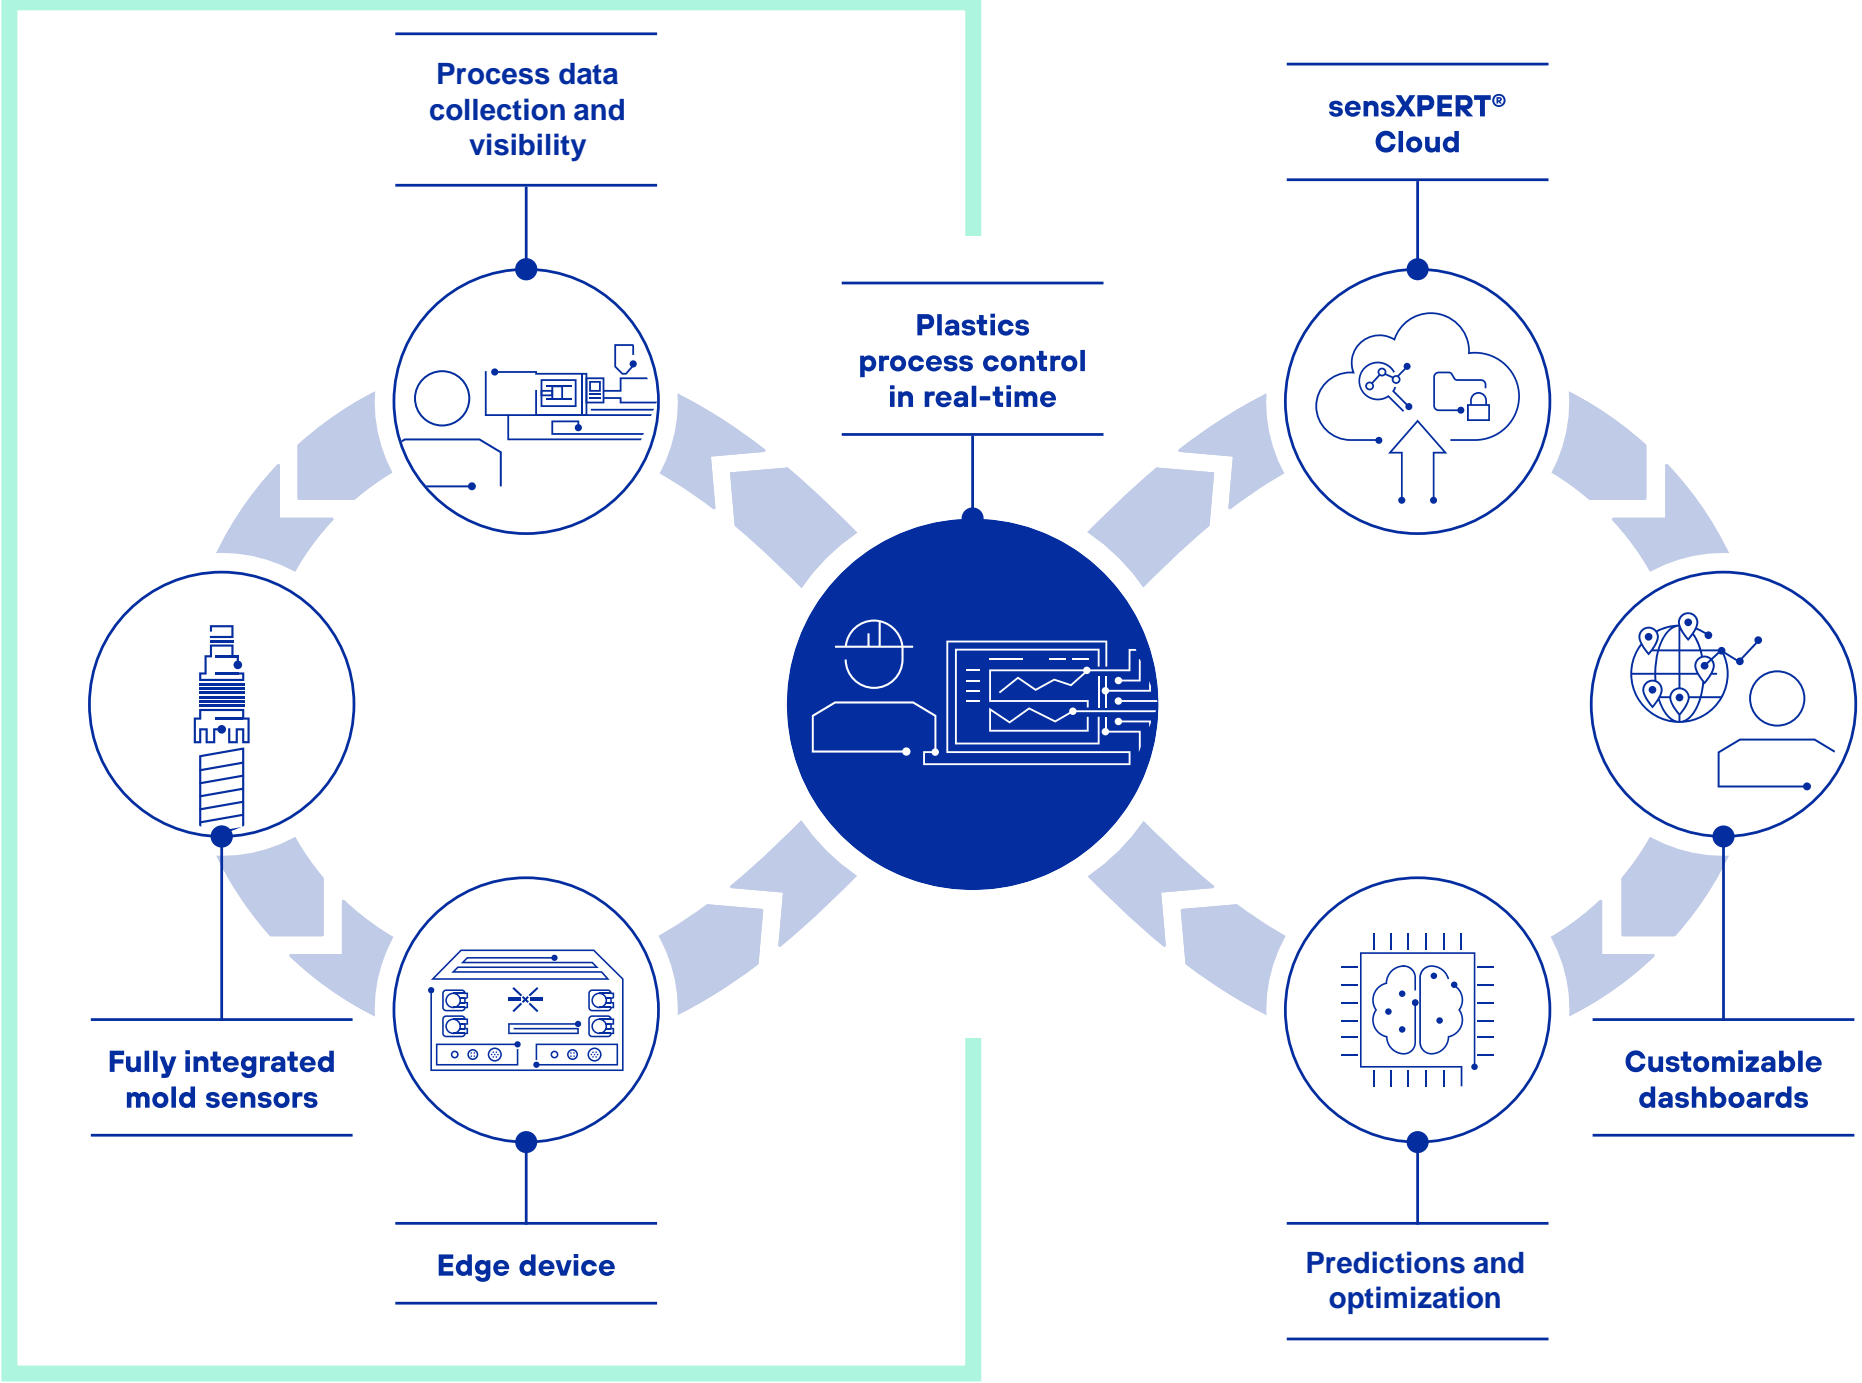 Process data
collection and
visibility
sensXPERT®
Cloud
Plastics
process control
in real-time
Fully integrated
mold sensors
Customizable
dashboards
Edge device
Predictions and
optimization